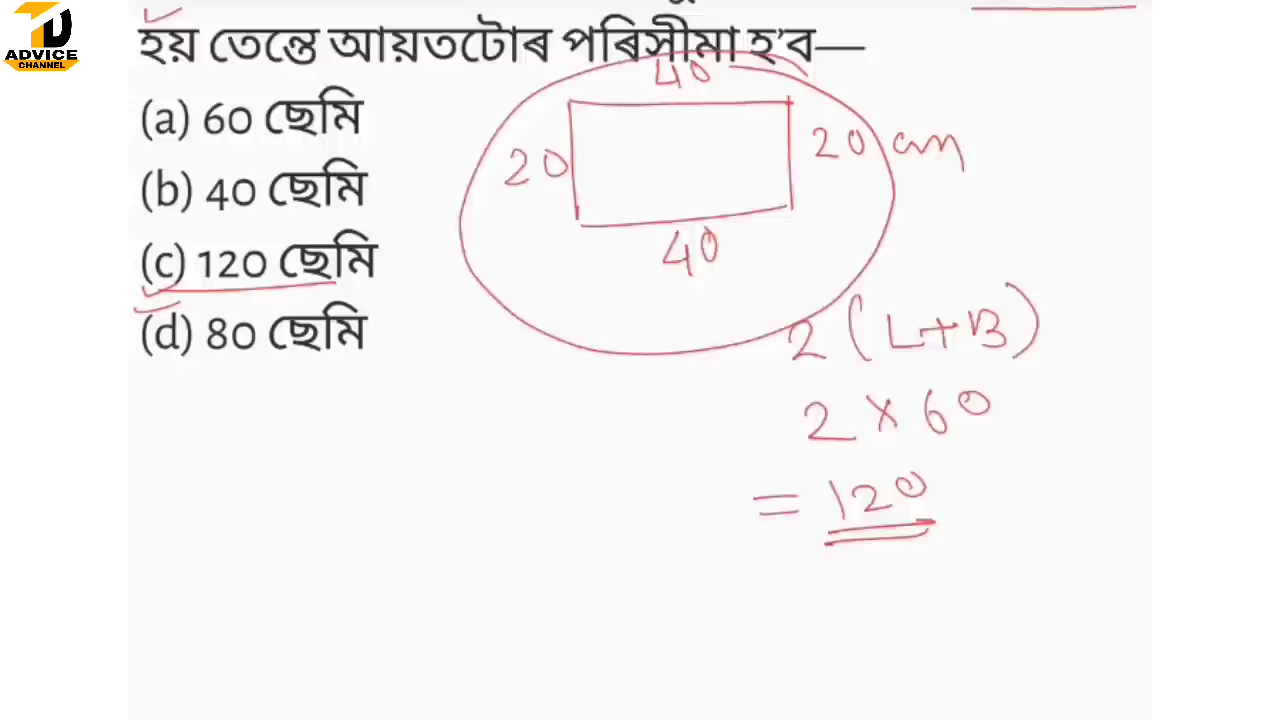 TU
ADVICE
CHANNEL
হয় তেন্তে আয়তটোৰ পৰিসীমা হ’ব—
(a) 60 ছেমি
(b) 40 ছেমি
(c) 120 ছেমি
(d) 80 ছেমি
40
20
20 cm
40
2 (L+B)
2 × 60
= 120